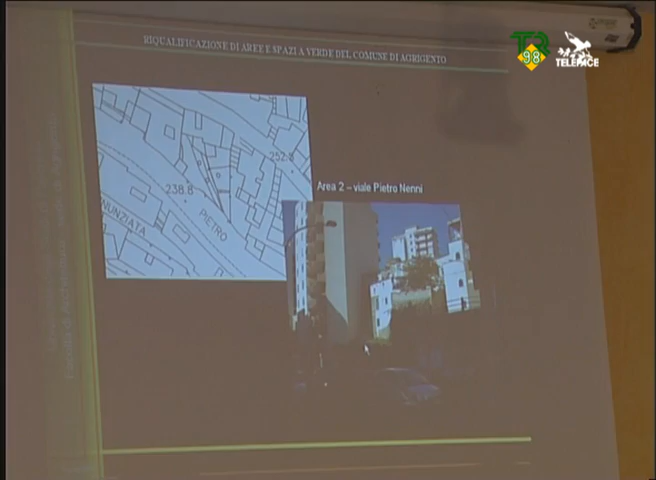 RIQUALIFICAZIONE DI AREE E SPAZI A VERDE DEL COMUNE DI AGRIGENTO
TR
98
TELEPACE
252.3
238.8
Area 2 – viale Pietro Nenni
NUNZIATA
PIETRO